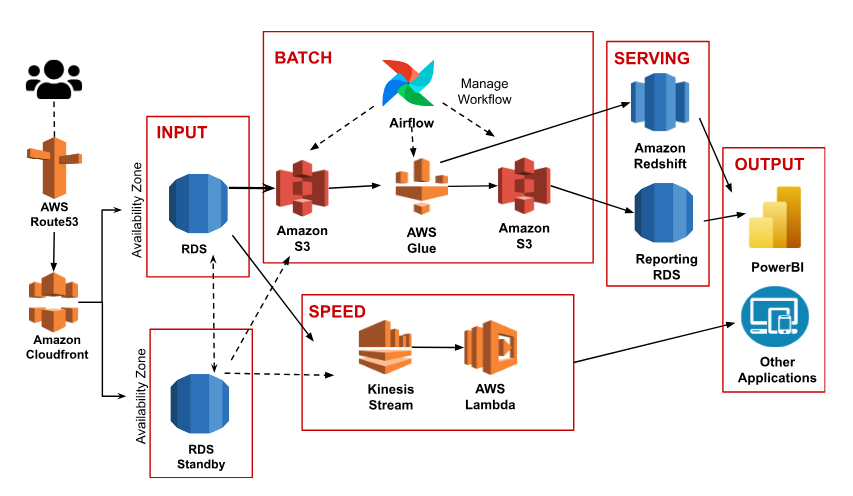 BATCH
SERVING
Manage
Workflow
Airflow
INPUT
Availability Zone
RDS
AWS
Route53
Amazon
S3
AWS
Glue
Amazon
S3
Amazon
Redshift
Reporting
RDS
OUTPUT
PowerBI
Amazon
Cloudfront
SPEED
Kinesis
Stream
AWS
Lambda
Other
Applications
Availability Zone
RDS
Standby